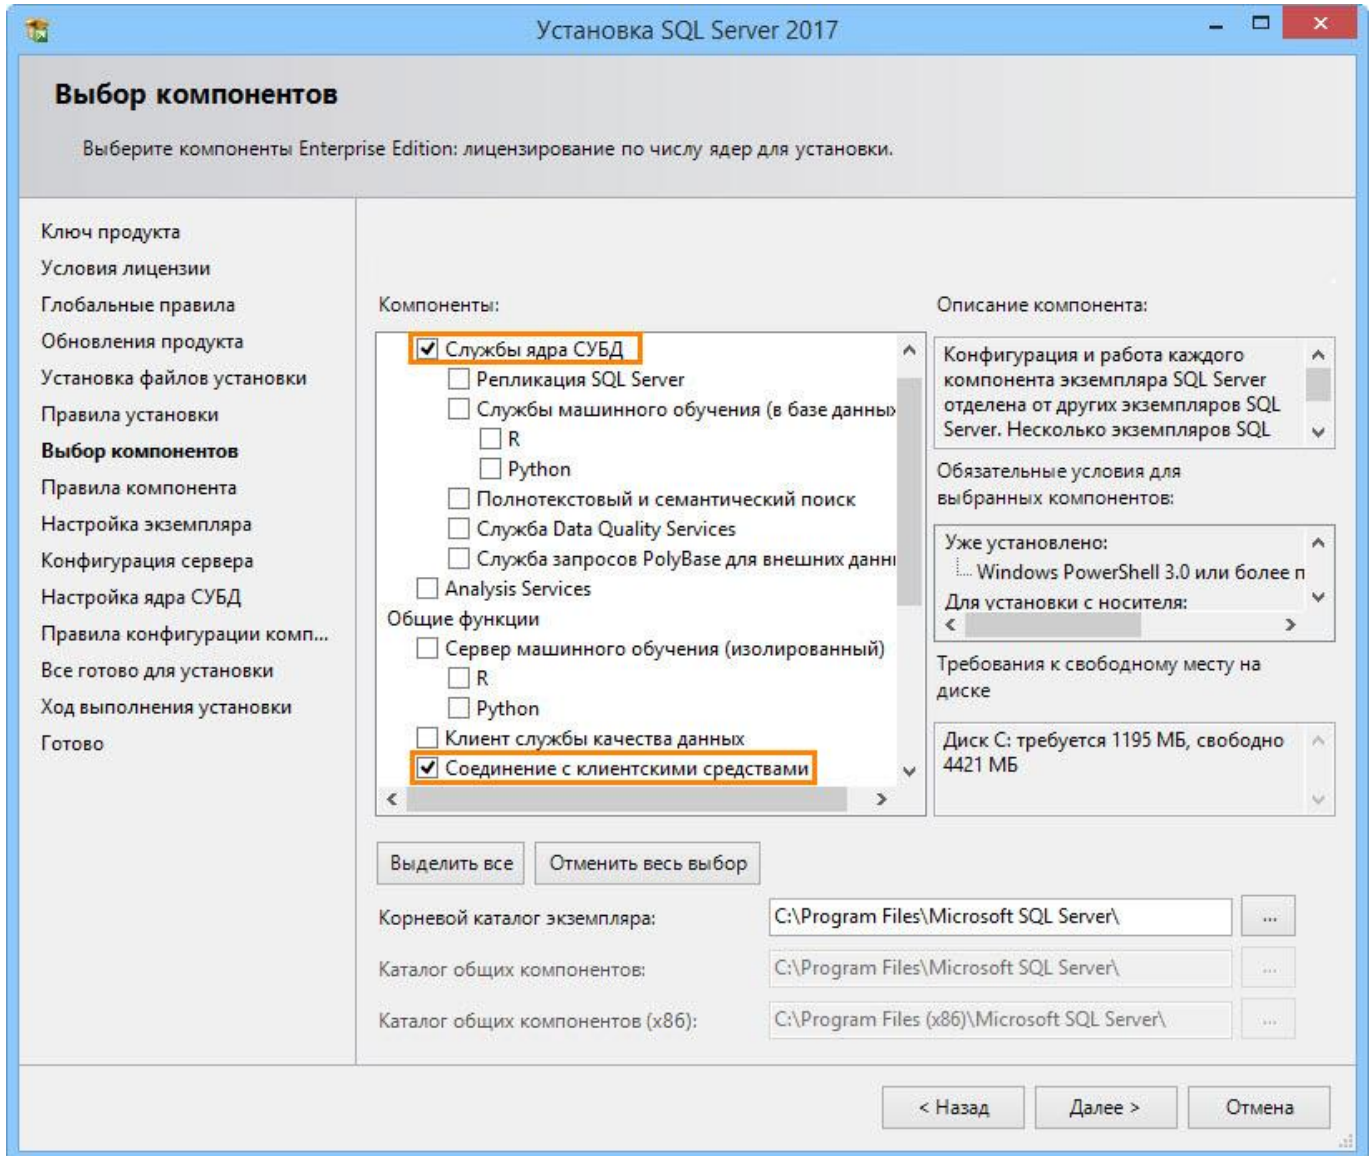 Установка SQL Server 2017
Выбор компонентов
Выберите компоненты Enterprise Edition: лицензирование по числу ядер для установки.
Ключ продукта
Условия лицензии
Глобальные правила
Обновления продукта
Установка файлов установки
Правила установки
Выбор компонентов
Правила компонента
Настройка экземпляра
Конфигурация сервера
Настройка ядра СУБД
Правила конфигурации комп...
Все готово для установки
Ход выполнения установки
Готово
Компоненты:
Службы ядра СУБД
Репликация SQL Server
Службы машинного обучения (в базе данных
R
Python
Полнотекстовый и семантический поиск
Служба Data Quality Services
Служба запросов PolyBase для внешних данн
Analysis Services
Общие функции
Сервер машинного обучения (изолированный)
R
Python
Клиент службы качества данных
Соединение с клиентскими средствами
Описание компонента:
Конфигурация и работа каждого
компонента экземпляра SQL Server
отделена от других экземпляров SQL
Server. Несколько экземпляров SQL
Обязательные условия для
выбранных компонентов:
Уже установлено:
Windows PowerShell 3.0 или более п
Для установки с носителя:
Требования к свободному месту на
диске
Диск C: требуется 1195 МБ, свободно
4421 МБ
Выделить все
Отменить весь выбор
Корневой каталог экземпляра:
C:\Program Files\Microsoft SQL Server\
...
Каталог общих компонентов:
C:\Program Files\Microsoft SQL Server\
...
Каталог общих компонентов (x86):
C:\Program Files (x86)\Microsoft SQL Server\
...
< Назад
Далее >
Отмена